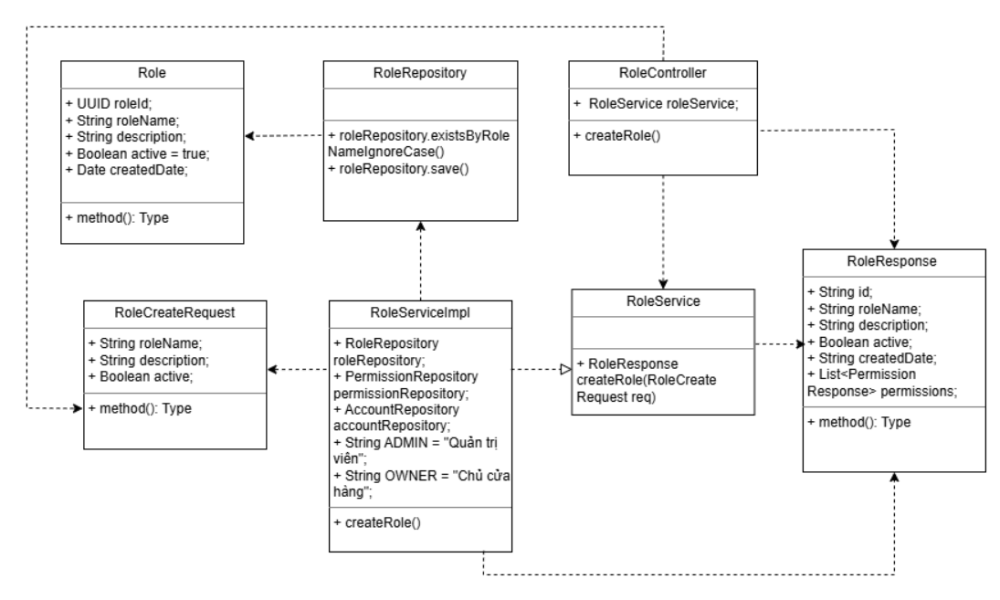 Role
+ UUID roleId;
+ String roleName;
+ String description;
+ Boolean active = true;
+ Date createdDate;
+ method(): Type
RoleRepository
+ roleRepository.existsByRole
NameIgnoreCase()
+ roleRepository.save()
RoleController
+ RoleService roleService;
+ createRole()
RoleCreateRequest
+ String roleName;
+ String description;
+ Boolean active;
+ method(): Type
RoleServiceImpl
+ RoleRepository
roleRepository;
+ PermissionRepository
permissionRepository;
+ AccountRepository
accountRepository;
+ String ADMIN = "Quản trị
viên";
+ String OWNER = "Chủ cửa
hàng";
+ createRole()
RoleService
+ RoleResponse
createRole(RoleCreate
Request req)
RoleResponse
+ String id;
+ String roleName;
+ String description;
+ Boolean active;
+ String createdDate;
+ List<Permission
Response> permissions;
+ method(): Type